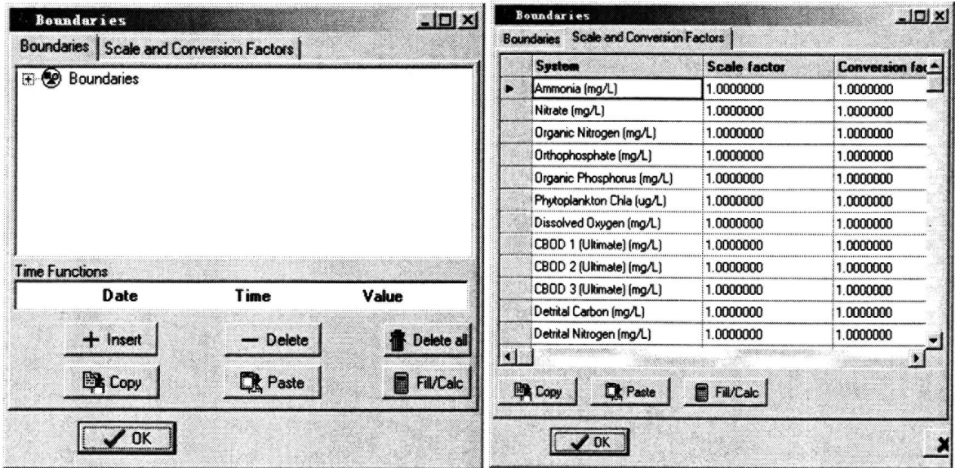 Boundaries
Boundaries Scale and Conversion Factors
Boundaries
Time Functions
Date Time Value
Insert Delete Delete all
Copy Paste Fill/Calc
OK
Boundaries
Boundaries Scale and Conversion Factors
System Scale factor Conversion fac
Ammonia (mg/L) 1.0000000 1.0000000
Nitrate (mg/L) 1.0000000 1.0000000
Organic Nitrogen (mg/L) 1.0000000 1.0000000
Orthophosphate (mg/L) 1.0000000 1.0000000
Organic Phosphorus (mg/L) 1.0000000 1.0000000
Phytoplankton Chla (ug/L) 1.0000000 1.0000000
Dissolved Oxygen (mg/L) 1.0000000 1.0000000
CBOD 1 (Ultimate) (mg/L) 1.0000000 1.0000000
CBOD 2 (Ultimate) (mg/L) 1.0000000 1.0000000
CBOD 3 (Ultimate) (mg/L) 1.0000000 1.0000000
Detrital Carbon (mg/L) 1.0000000 1.0000000
Detrital Nitrogen (mg/L) 1.0000000 1.0000000
Copy Paste Fill/Calc
OK